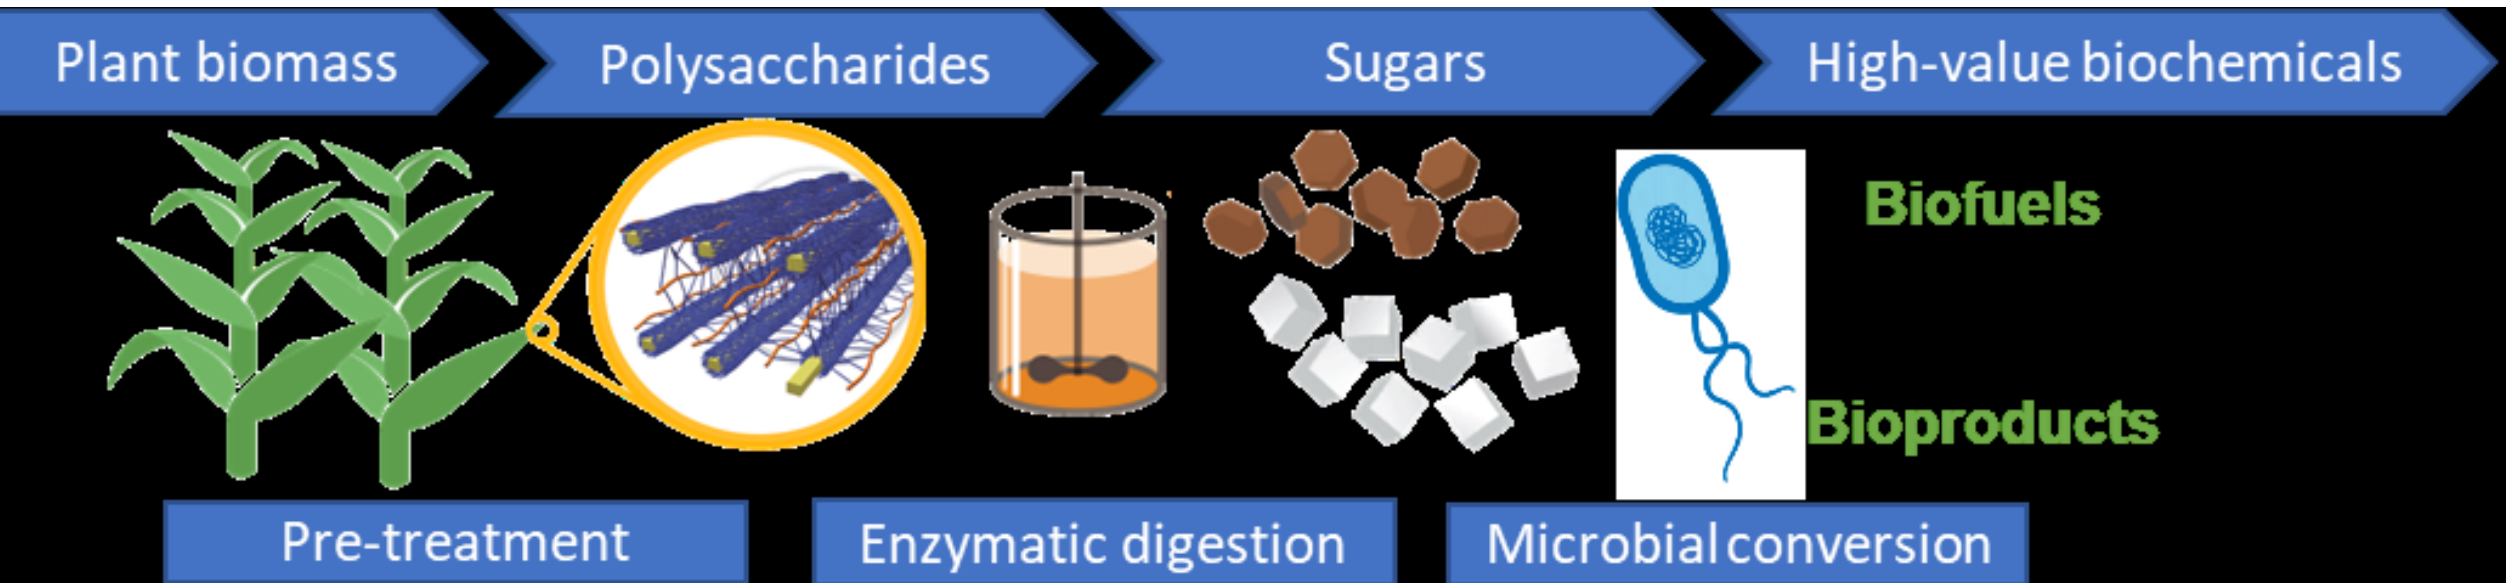 Plant biomass
Polysaccharides
Sugars
High-value biochemicals
Biofuels
Bioproducts
Pre-treatment
Enzymatic digestion
Microbial conversion